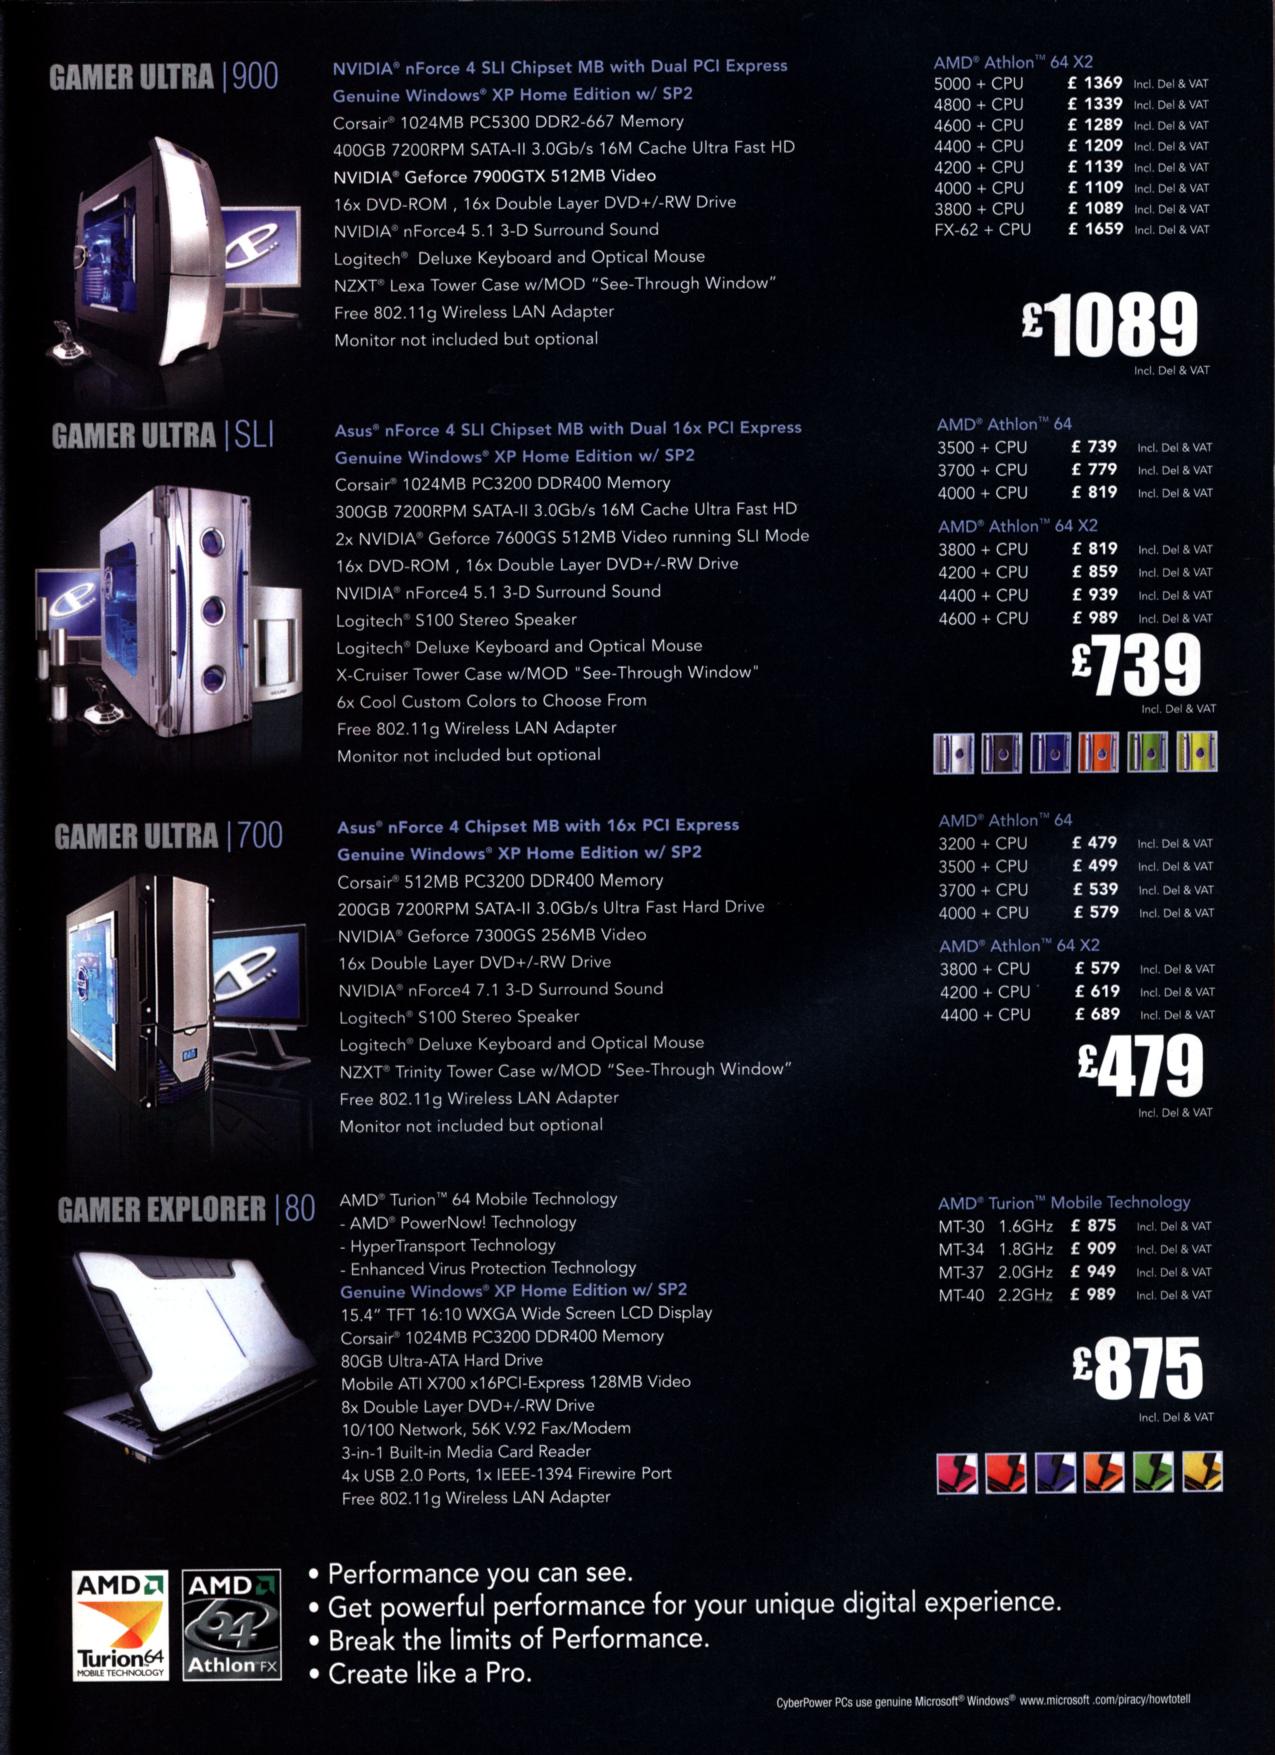 GAMER ULTRA | 900
NVIDIA® nForce 4 SLI Chipset MB with Dual PCI Express
Genuine Windows® XP Home Edition w/ SP2
Corsair® 1024MB PC5300 DDR2-667 Memory
400GB 7200RPM SATA-II 3.0Gb/s 16M Cache Ultra Fast HD
NVIDIA® Geforce 7900GTX 512MB Video
16x DVD-ROM , 16x Double Layer DVD+/-RW Drive
NVIDIA® nForce4 5.1 3-D Surround Sound
Logitech® Deluxe Keyboard and Optical Mouse
NZXT® Lexa Tower Case w/MOD “See-Through Window”
Free 802.11g Wireless LAN Adapter
Monitor not included but optional
AMD® Athlon™ 64 X2
5000 + CPU £ 1369 Incl. Del & VAT
4800 + CPU £ 1339 Incl. Del & VAT
4600 + CPU £ 1289 Incl. Del & VAT
4400 + CPU £ 1209 Incl. Del & VAT
4200 + CPU £ 1139 Incl. Del & VAT
4000 + CPU £ 1109 Incl. Del & VAT
3800 + CPU £ 1089 Incl. Del & VAT
FX-62 + CPU £ 1659 Incl. Del & VAT
£1089
Incl. Del & VAT
GAMER ULTRA | SLI
Asus® nForce 4 SLI Chipset MB with Dual 16x PCI Express
Genuine Windows® XP Home Edition w/ SP2
Corsair® 1024MB PC3200 DDR400 Memory
300GB 7200RPM SATA-II 3.0Gb/s 16M Cache Ultra Fast HD
2x NVIDIA® Geforce 7600GS 512MB Video running SLI Mode
16x DVD-ROM , 16x Double Layer DVD+/-RW Drive
NVIDIA® nForce4 5.1 3-D Surround Sound
Logitech® S100 Stereo Speaker
Logitech® Deluxe Keyboard and Optical Mouse
X-Cruiser Tower Case w/MOD "See-Through Window"
6x Cool Custom Colors to Choose From
Free 802.11g Wireless LAN Adapter
Monitor not included but optional
AMD® Athlon™ 64
3500 + CPU £ 739 Incl. Del & VAT
3700 + CPU £ 779 Incl. Del & VAT
4000 + CPU £ 819 Incl. Del & VAT
AMD® Athlon™ 64 X2
3800 + CPU £ 819 Incl. Del & VAT
4200 + CPU £ 859 Incl. Del & VAT
4400 + CPU £ 939 Incl. Del & VAT
4600 + CPU £ 989 Incl. Del & VAT
£739
Incl. Del & VAT
GAMER ULTRA | 700
Asus® nForce 4 Chipset MB with 16x PCI Express
Genuine Windows® XP Home Edition w/ SP2
Corsair® 512MB PC3200 DDR400 Memory
200GB 7200RPM SATA-II 3.0Gb/s Ultra Fast Hard Drive
NVIDIA® Geforce 7300GS 256MB Video
16x Double Layer DVD+/-RW Drive
NVIDIA® nForce4 7.1 3-D Surround Sound
Logitech® S100 Stereo Speaker
Logitech® Deluxe Keyboard and Optical Mouse
NZXT® Trinity Tower Case w/MOD “See-Through Window”
Free 802.11g Wireless LAN Adapter
Monitor not included but optional
AMD® Athlon™ 64
3200 + CPU £ 479 Incl. Del & VAT
3500 + CPU £ 499 Incl. Del & VAT
3700 + CPU £ 539 Incl. Del & VAT
4000 + CPU £ 579 Incl. Del & VAT
AMD® Athlon™ 64 X2
3800 + CPU £ 579 Incl. Del & VAT
4200 + CPU £ 619 Incl. Del & VAT
4400 + CPU £ 689 Incl. Del & VAT
£479
Incl. Del & VAT
GAMER EXPLORER | 80
AMD® Turion™ 64 Mobile Technology
- AMD® PowerNow! Technology
- HyperTransport Technology
- Enhanced Virus Protection Technology
Genuine Windows® XP Home Edition w/ SP2
15.4” TFT 16:10 WXGA Wide Screen LCD Display
Corsair® 1024MB PC3200 DDR400 Memory
80GB Ultra-ATA Hard Drive
Mobile ATI X700 x16PCI-Express 128MB Video
8x Double Layer DVD+/-RW Drive
10/100 Network, 56K V.92 Fax/Modem
3-in-1 Built-in Media Card Reader
4x USB 2.0 Ports, 1x IEEE-1394 Firewire Port
Free 802.11g Wireless LAN Adapter
AMD® Turion™ Mobile Technology
MT-30 1.6GHz £ 875 Incl. Del & VAT
MT-34 1.8GHz £ 909 Incl. Del & VAT
MT-37 2.0GHz £ 949 Incl. Del & VAT
MT-40 2.2GHz £ 989 Incl. Del & VAT
£875
Incl. Del & VAT
AMD
Turion 64
MOBILE TECHNOLOGY
AMD
64
Athlon™ FX
• Performance you can see.
• Get powerful performance for your unique digital experience.
• Break the limits of Performance.
• Create like a Pro.
CyberPower PCs use genuine Microsoft® Windows® www.microsoft .com/piracy/howtotell